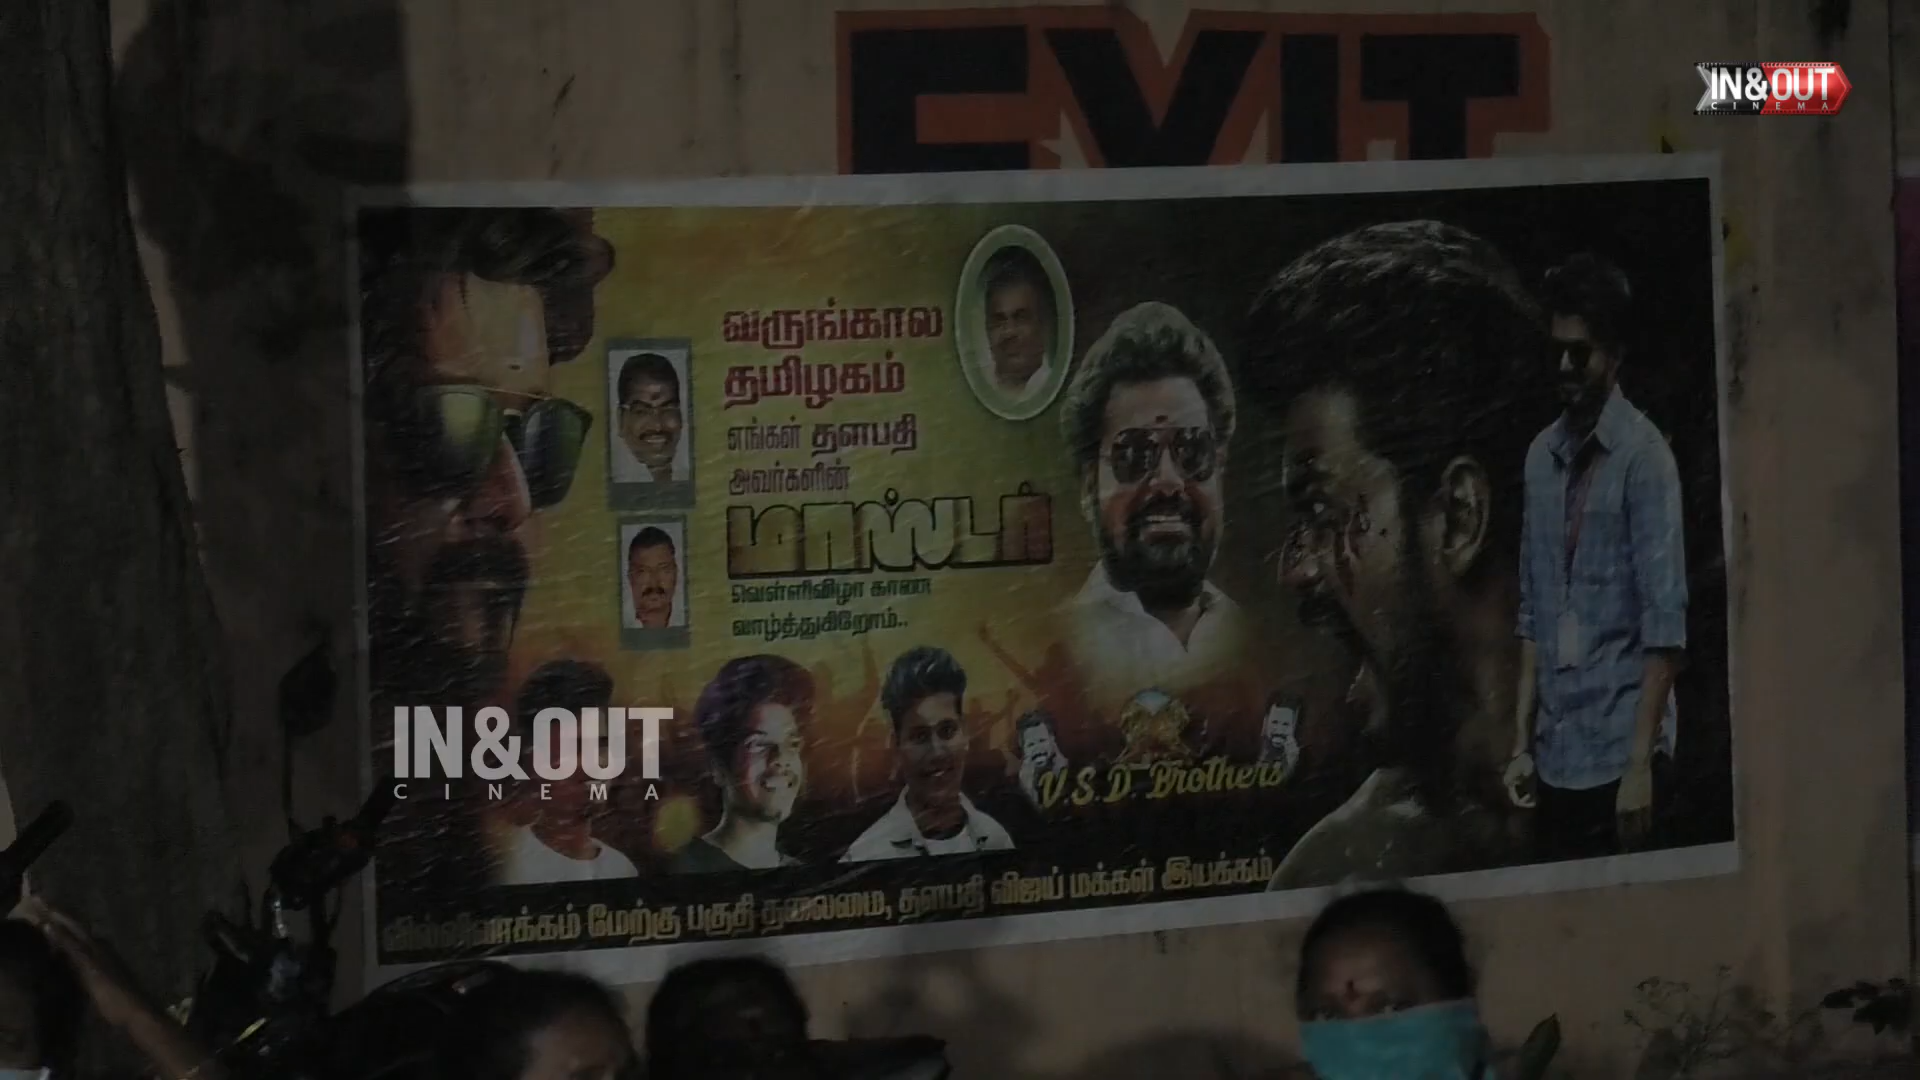 EXIT
IN&OUT
CINEMA
வருங்கால
தமிழகம்
எங்கள் தளபதி
அவர்களின்
மாஸ்டர்
வெள்ளிவிழா காண
வாழ்த்துகிறோம்..
IN&OUT
CINEMA
V.S.D. Brothers
வில்லிவாக்கம் மேற்கு பகுதி தலைமை, தளபதி விஜய் மக்கள் இயக்கம்